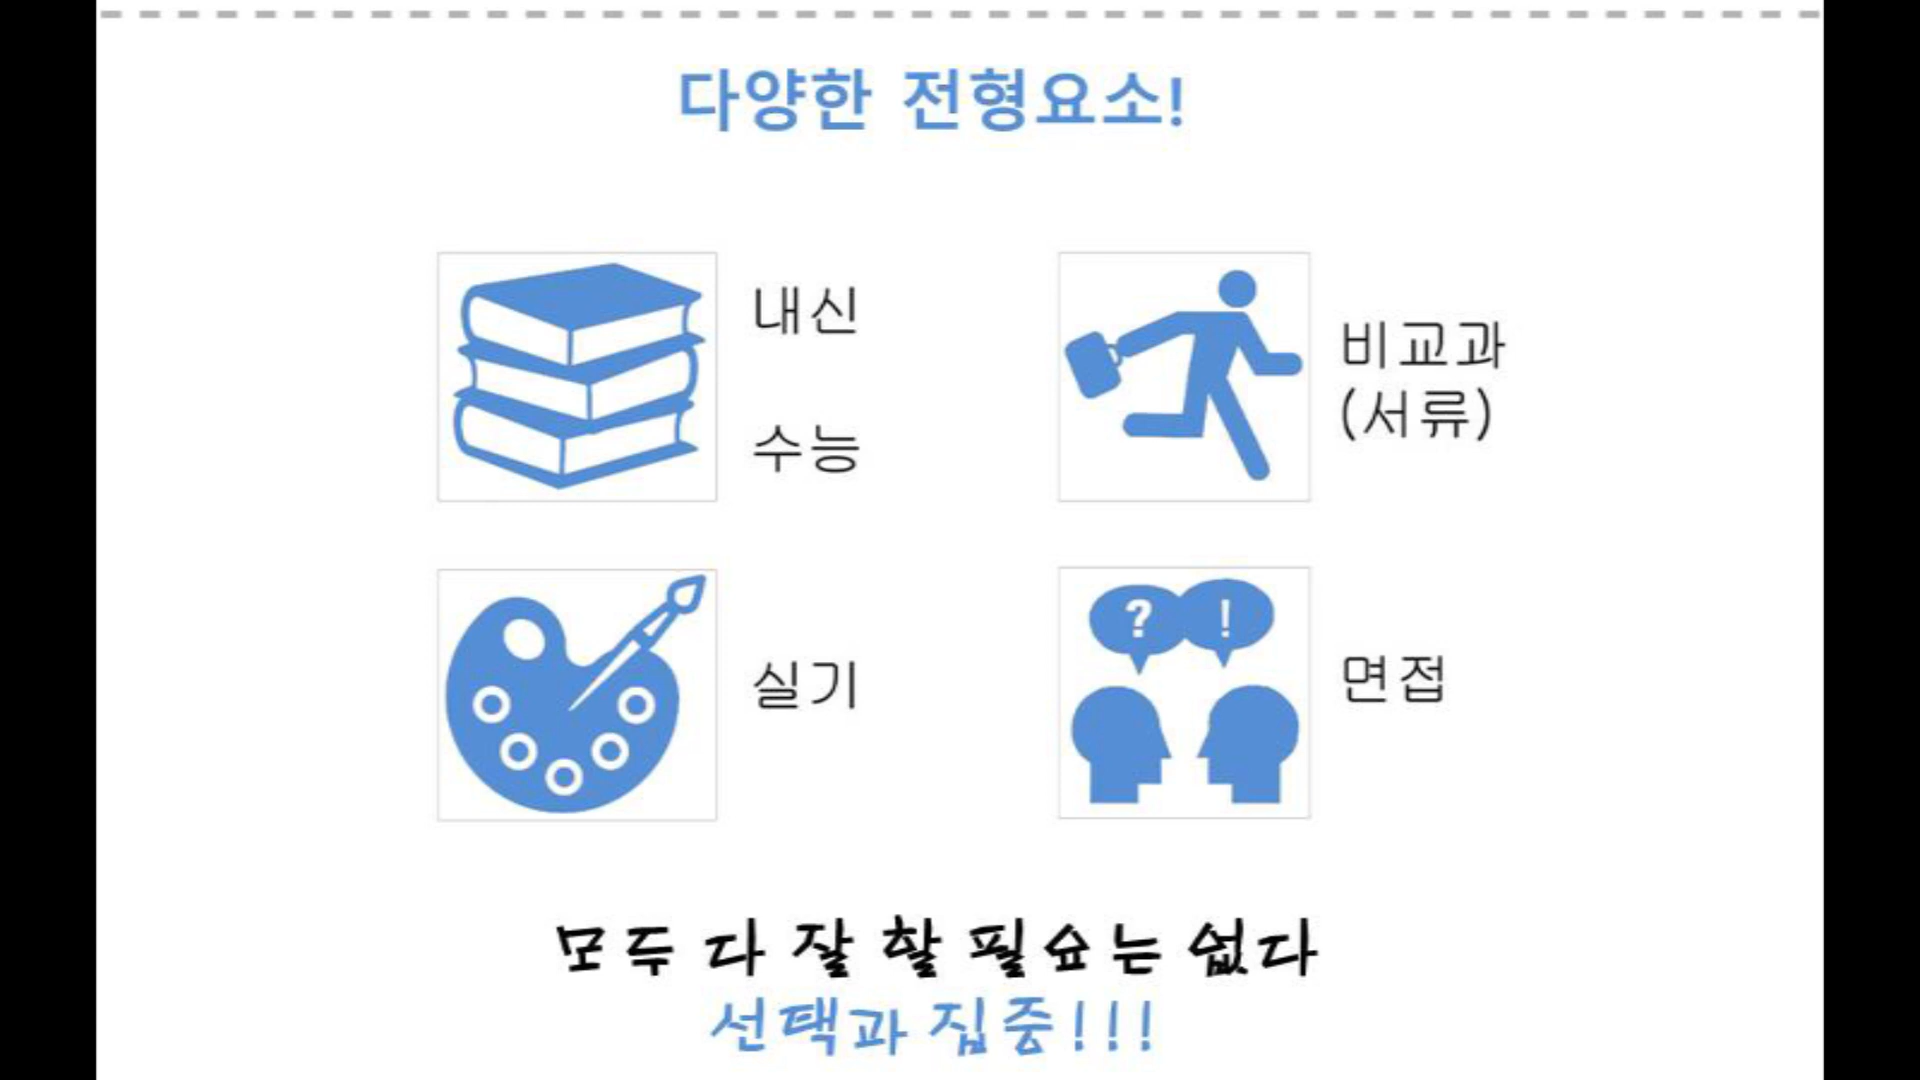 다양한 전형요소!
내신
수능
비교과
(서류)
실기
? !
면접
모두 다 잘 할 필요는 없다
선택과 집중!!!